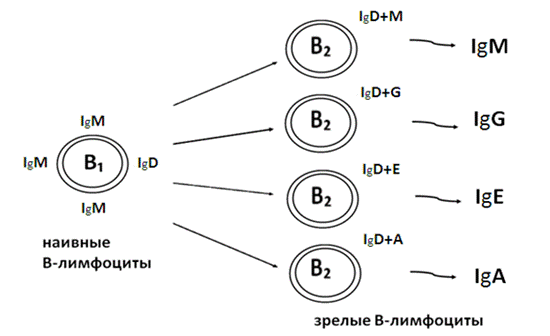 IgD+M
B₂
IgM
IgD+G
B₂
IgG
IgM
IgM
B₁
IgD
IgM
IgD+E
B₂
IgE
наивные
В-лимфоциты
IgD+A
B₂
IgA
зрелые В-лимфоциты